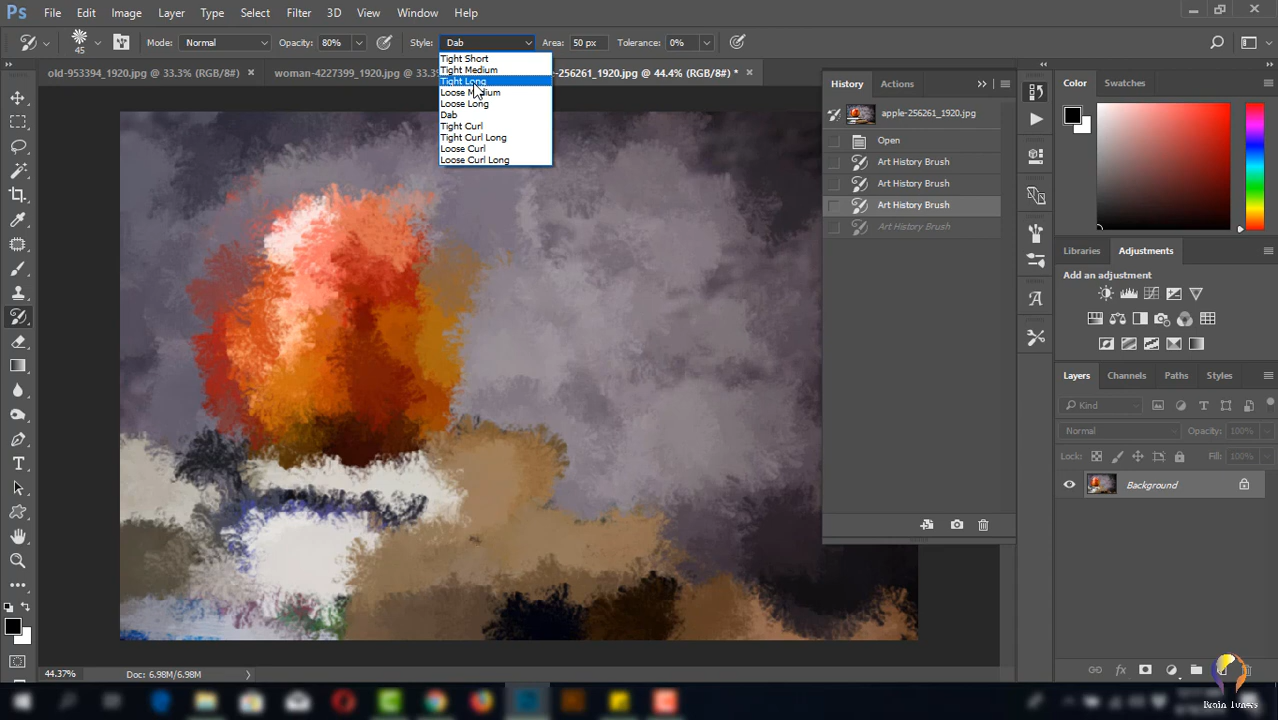 Ps File Edit Image Layer Type Select Filter 3D View Window Help
45 Mode: Normal Opacity: 80% Style: Dab Area: 50 px Tolerance: 0%
old-953394_1920.jpg @ 33.3% (RGB/8#) × woman-4227399_1920.jpg @ 33.3% -256261_1920.jpg @ 44.4% (RGB/8#) * ×
Tight Short
Tight Medium
Tight Long
Loose Medium
Loose Long
Dab
Tight Curl
Tight Curl Long
Loose Curl
Loose Curl Long
History Actions
apple-256261_1920.jpg
Open
Art History Brush
Art History Brush
Art History Brush
Art History Brush
Color Swatches
Libraries Adjustments
Add an adjustment
Layers Channels Paths Styles
Kind
Normal Opacity: 100%
Lock: Fill: 100%
Background
44.37% Doc: 6.98M/6.98M
Brain Tunes